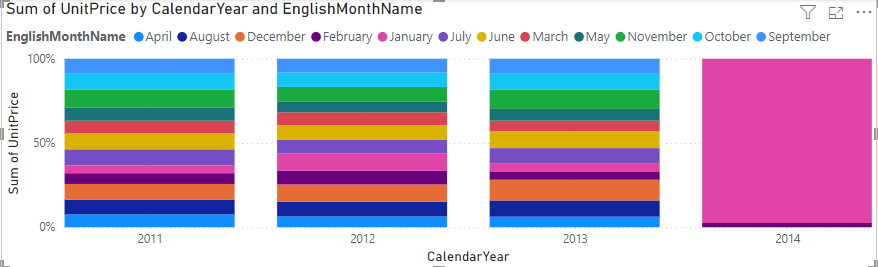 Sum of UnitPrice by CalendarYear and EnglishMonthName
EnglishMonthName April August December February January July June March May November October September
100%
50%
0%
Sum of UnitPrice
2011 2012 2013 2014
CalendarYear